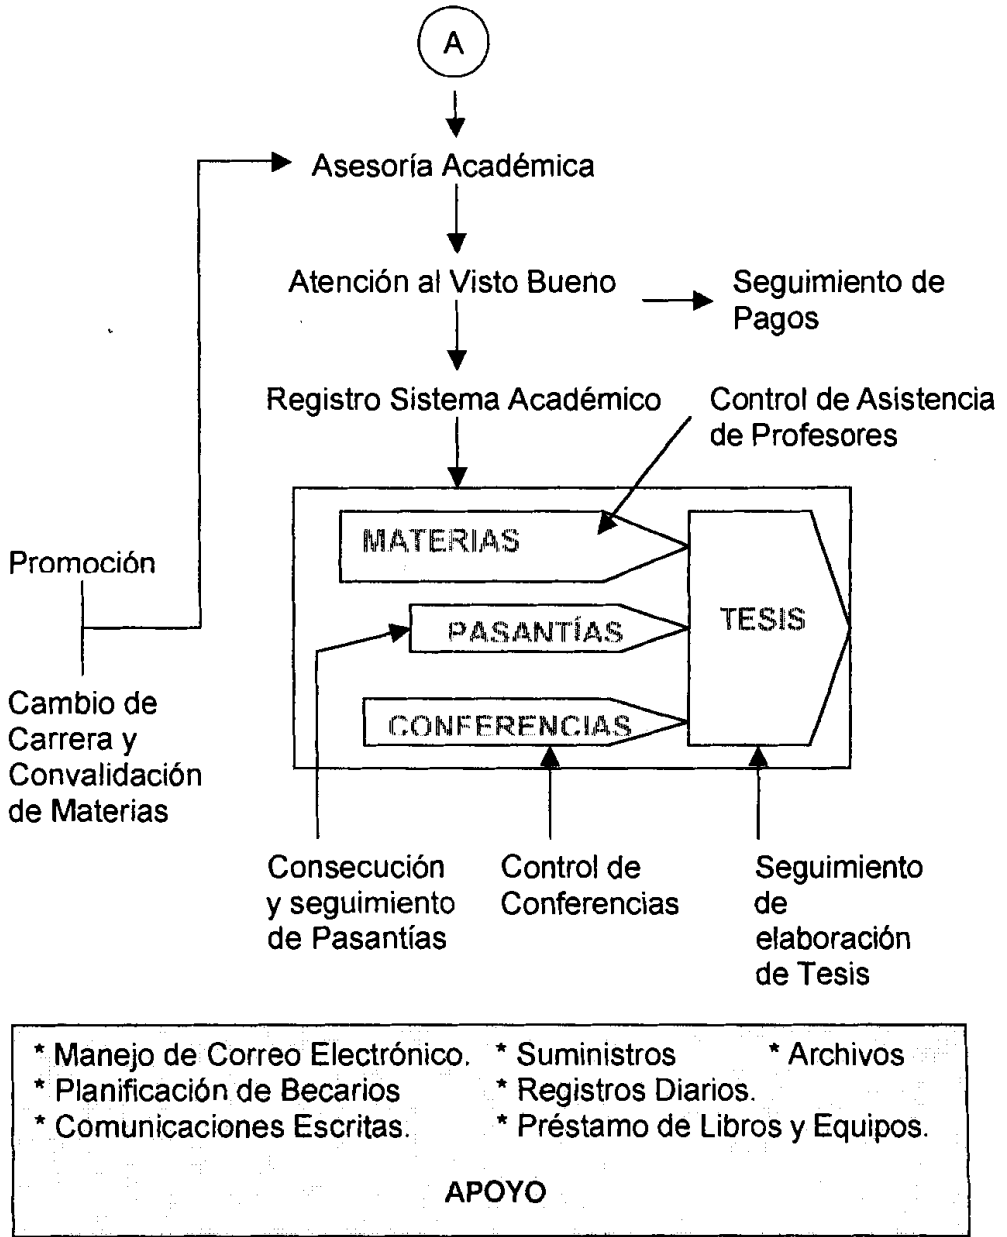 A
Asesoría Académica
Atención al Visto Bueno
Seguimiento de
Pagos
Registro Sistema Académico
Control de Asistencia
de Profesores
MATERIAS
Promoción
PASANTÍAS
TESIS
CONFERENCIAS
Cambio de
Carrera y
Convalidación
de Materias
Consecución
y seguimiento
de Pasantías
Control de
Conferencias
Seguimiento
de
elaboración
de Tesis
* Manejo de Correo Electrónico. * Suministros * Archivos
* Planificación de Becarios * Registros Diarios.
* Comunicaciones Escritas. * Préstamo de Libros y Equipos.
APOYO